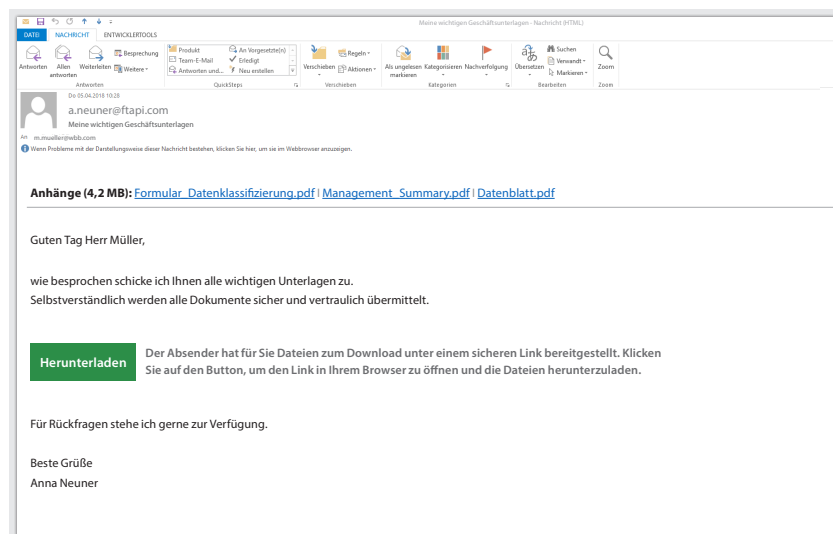 Meine wichtigen Geschäftsunterlagen - Nachricht (HTML)
DATEI NACHRICHT ENTWICKLERTOOLS
Antworten Allen antworten Weiterleiten Besprechung Weitere
Antworten
Produkt An Vorgesetzte(n)
Team-E-Mail Erledigt
Antworten und... Neu erstellen
QuickSteps
Verschieben Regeln Aktionen
Verschieben
Als ungelesen markieren Kategorisieren Nachverfolgung
Kategorien
Übersetzen Suchen Verwandt Markieren
Bearbeiten
Zoom
Zoom
Do 05.04.2018 10:28
a.neuner@ftapi.com
Meine wichtigen Geschäftsunterlagen
An m.mueller@wbb.com
Wenn Probleme mit der Darstellungsweise dieser Nachricht bestehen, klicken Sie hier, um sie im Webbrowser anzuzeigen.
Anhänge (4,2 MB): Formular_Datenklassifizierung.pdf | Management_Summary.pdf | Datenblatt.pdf
Guten Tag Herr Müller,
wie besprochen schicke ich Ihnen alle wichtigen Unterlagen zu.
Selbstverständlich werden alle Dokumente sicher und vertraulich übermittelt.
Herunterladen
Der Absender hat für Sie Dateien zum Download unter einem sicheren Link bereitgestellt. Klicken
Sie auf den Button, um den Link in Ihrem Browser zu öffnen und die Dateien herunterzuladen.
Für Rückfragen stehe ich gerne zur Verfügung.
Beste Grüße
Anna Neuner